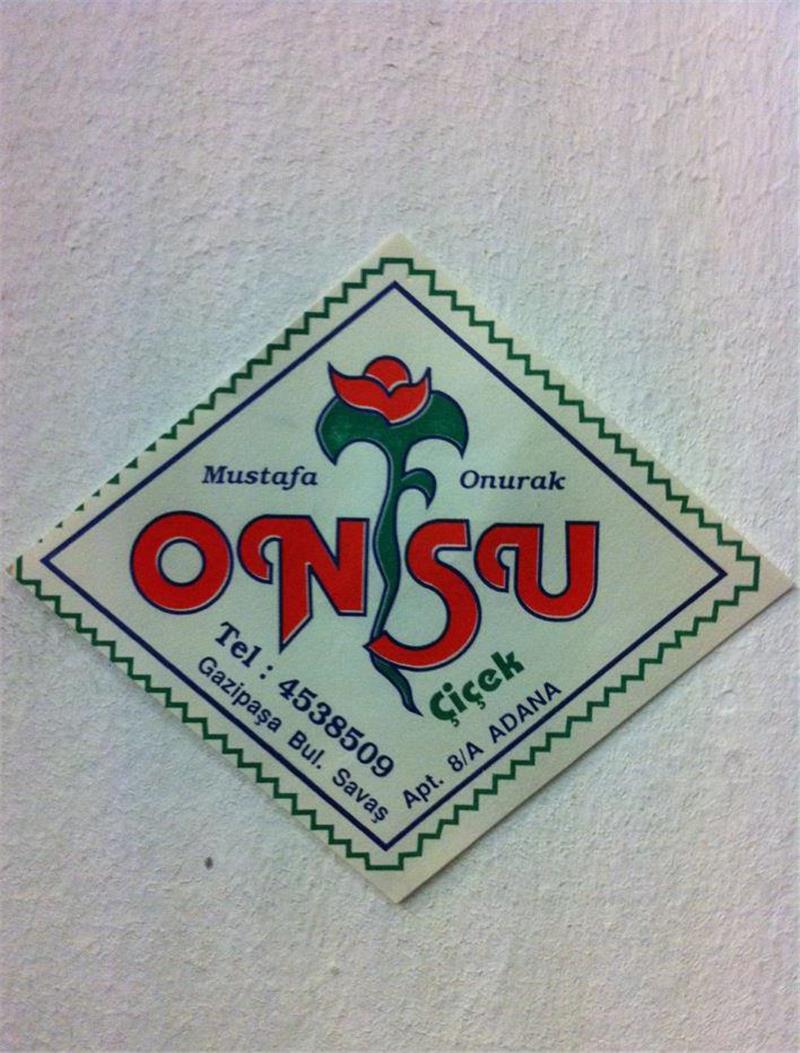 Mustafa Onurak
ONSU
Çiçek
Tel : 4538509
Gazipaşa Bul. Savaş Apt. 8/A ADANA